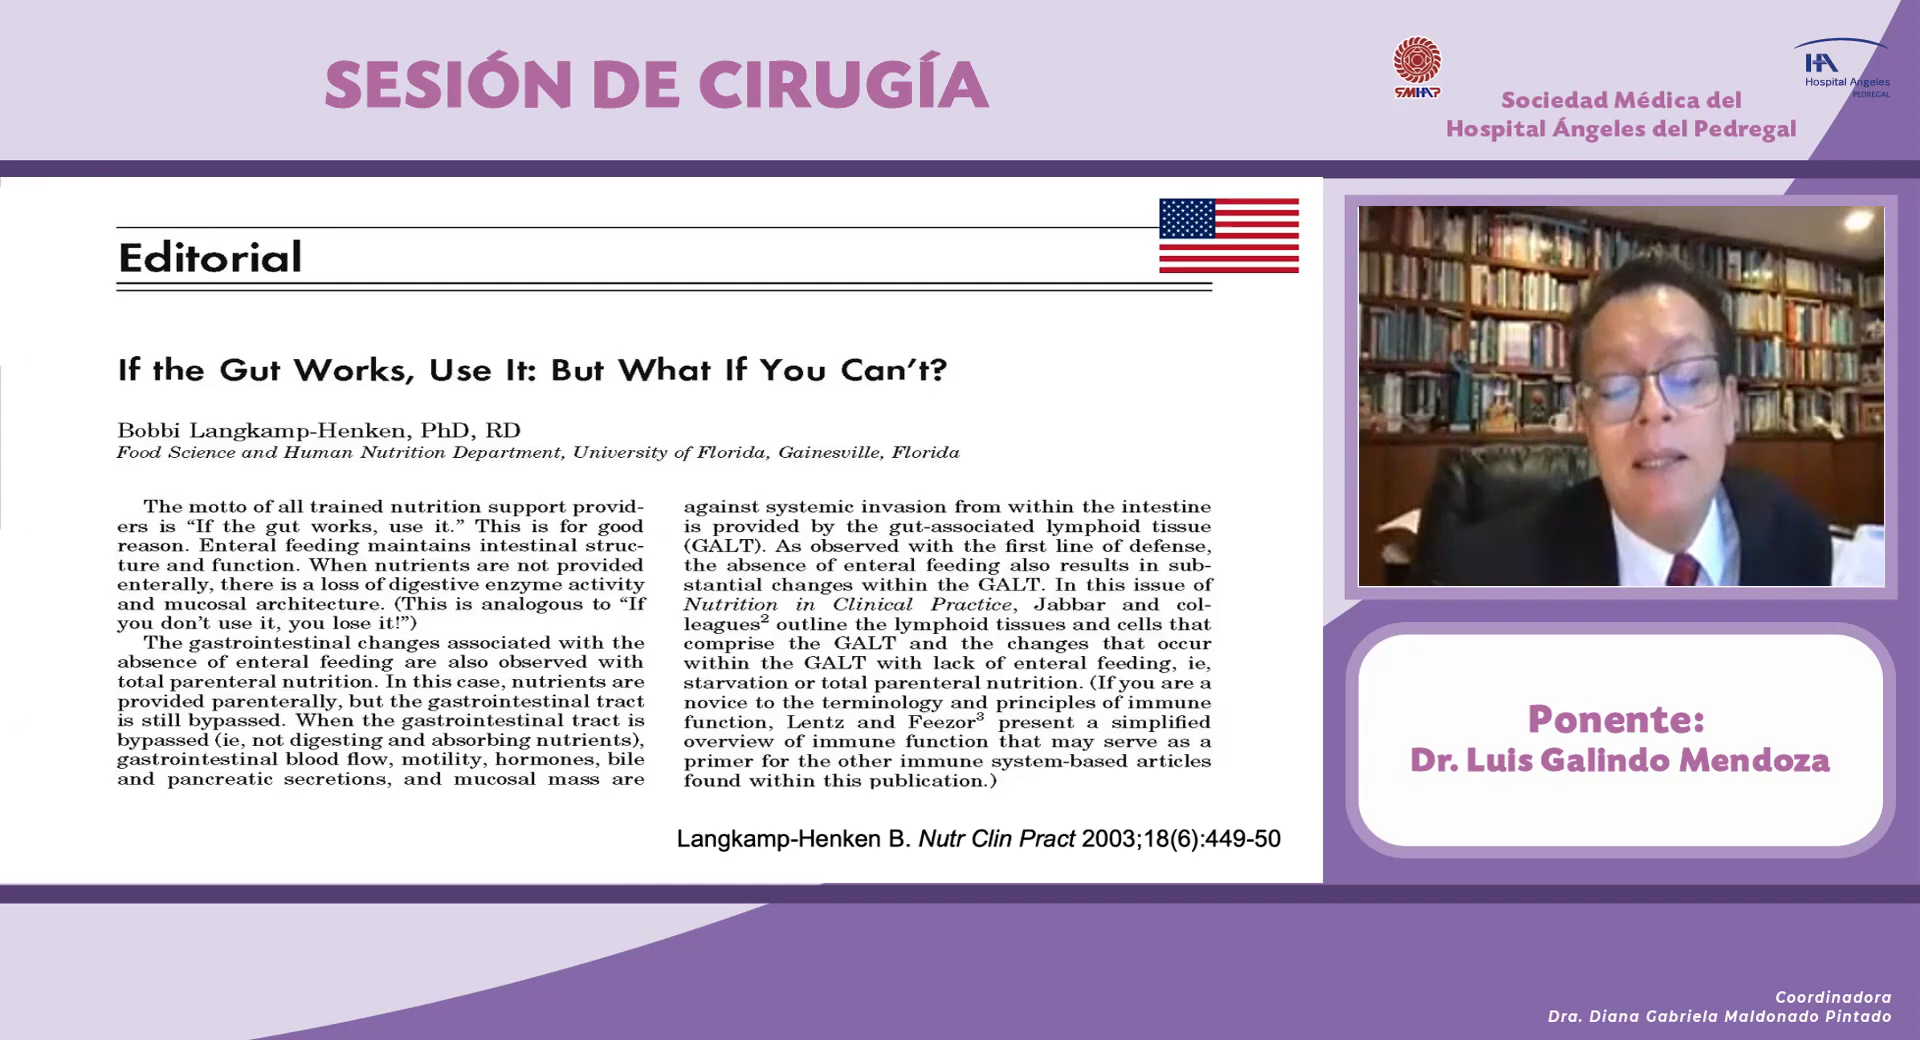 SESIÓN DE CIRUGÍA
SMHAP
Sociedad Médica del
Hospital Ángeles del Pedregal
HA
Hospital Angeles
PEDREGAL
Editorial
If the Gut Works, Use It: But What If You Can't?
Bobbi Langkamp-Henken, PhD, RD
Food Science and Human Nutrition Department, University of Florida, Gainesville, Florida
The motto of all trained nutrition support provid-
ers is “If the gut works, use it.” This is for good
reason. Enteral feeding maintains intestinal struc-
ture and function. When nutrients are not provided
enterally, there is a loss of digestive enzyme activity
and mucosal architecture. (This is analogous to “If
you don't use it, you lose it!”)
The gastrointestinal changes associated with the
absence of enteral feeding are also observed with
total parenteral nutrition. In this case, nutrients are
provided parenterally, but the gastrointestinal tract
is still bypassed. When the gastrointestinal tract is
bypassed (ie, not digesting and absorbing nutrients),
gastrointestinal blood flow, motility, hormones, bile
and pancreatic secretions, and mucosal mass are
against systemic invasion from within the intestine
is provided by the gut-associated lymphoid tissue
(GALT). As observed with the first line of defense,
the absence of enteral feeding also results in sub-
stantial changes within the GALT. In this issue of
Nutrition in Clinical Practice, Jabbar and col-
leagues² outline the lymphoid tissues and cells that
comprise the GALT and the changes that occur
within the GALT with lack of enteral feeding, ie,
starvation or total parenteral nutrition. (If you are a
novice to the terminology and principles of immune
function, Lentz and Feezor³ present a simplified
overview of immune function that may serve as a
primer for the other immune system-based articles
found within this publication.)
Langkamp-Henken B. Nutr Clin Pract 2003;18(6):449-50
Ponente:
Dr. Luis Galindo Mendoza
Coordinadora
Dra. Diana Gabriela Maldonado Pintado